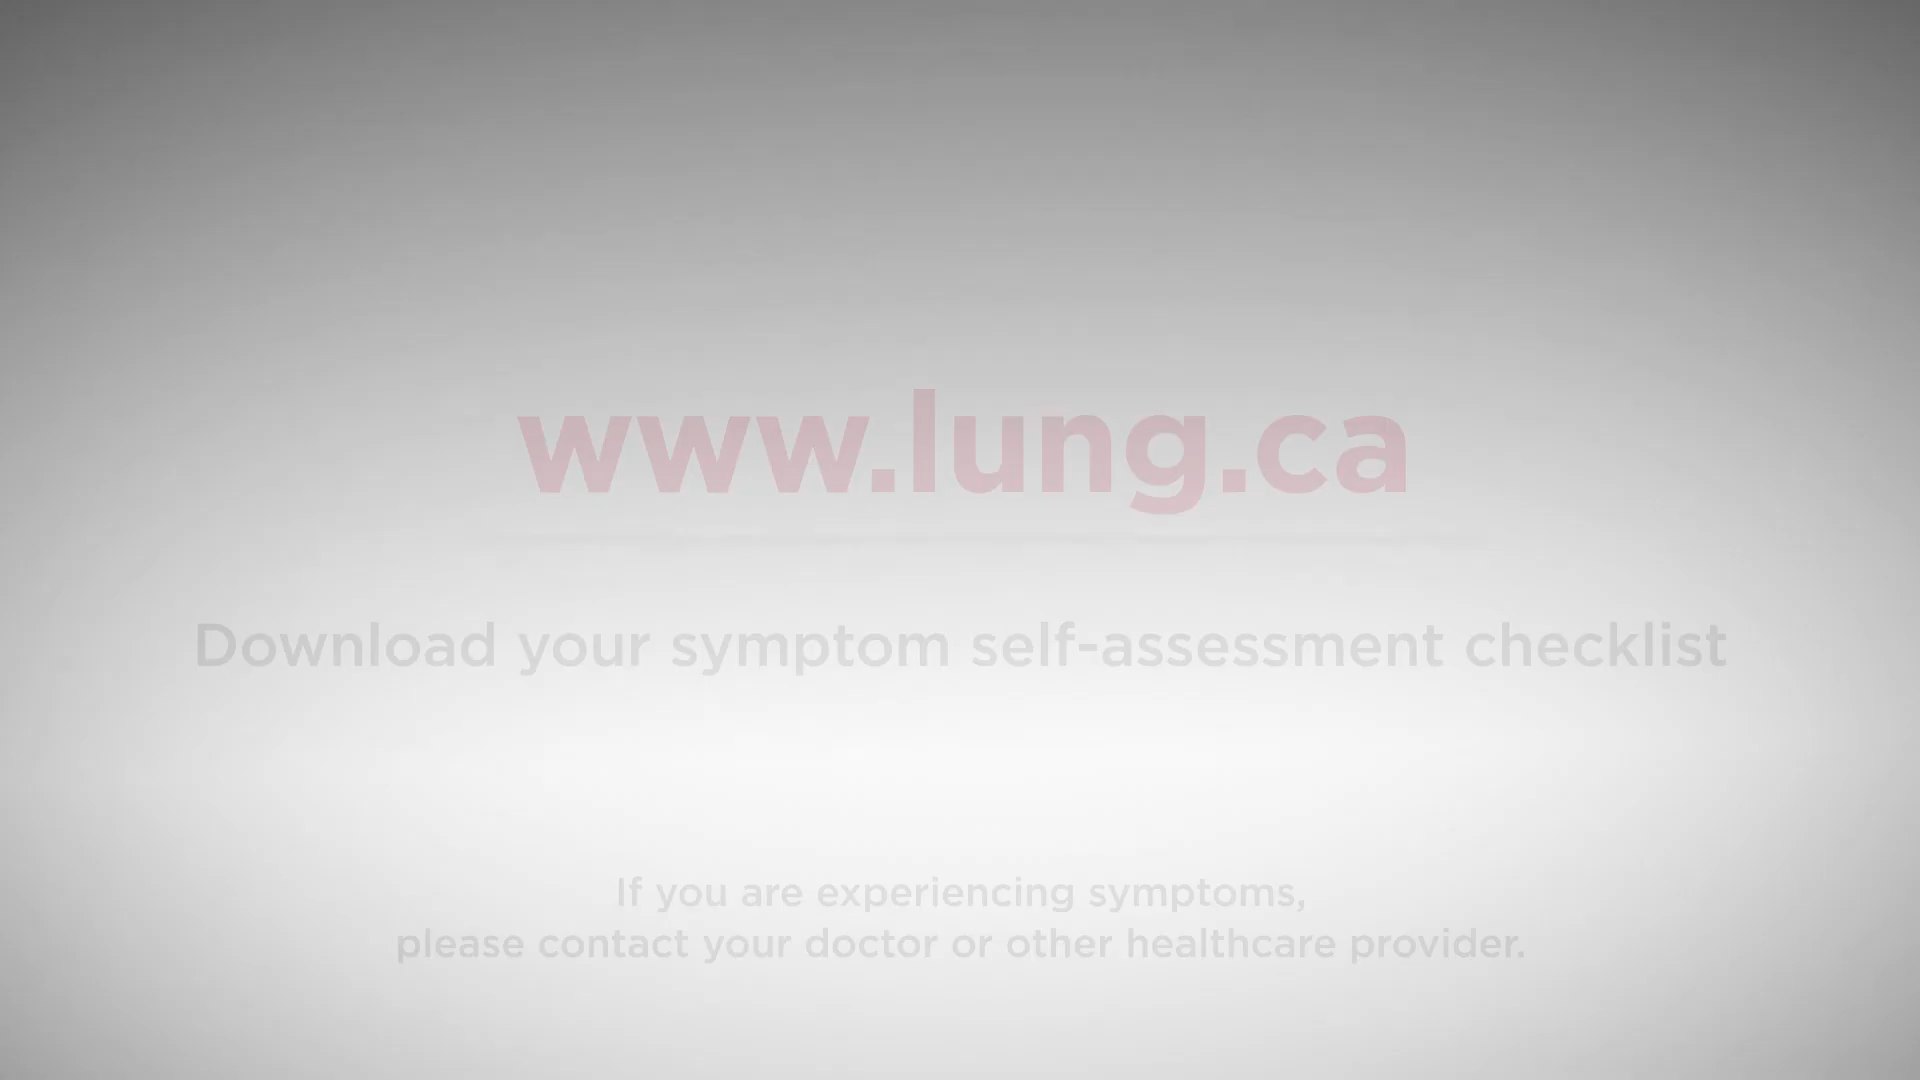 www.lung.ca
Download your symptom self-assessment checklist
If you are experiencing symptoms,
please contact your doctor or other healthcare provider.